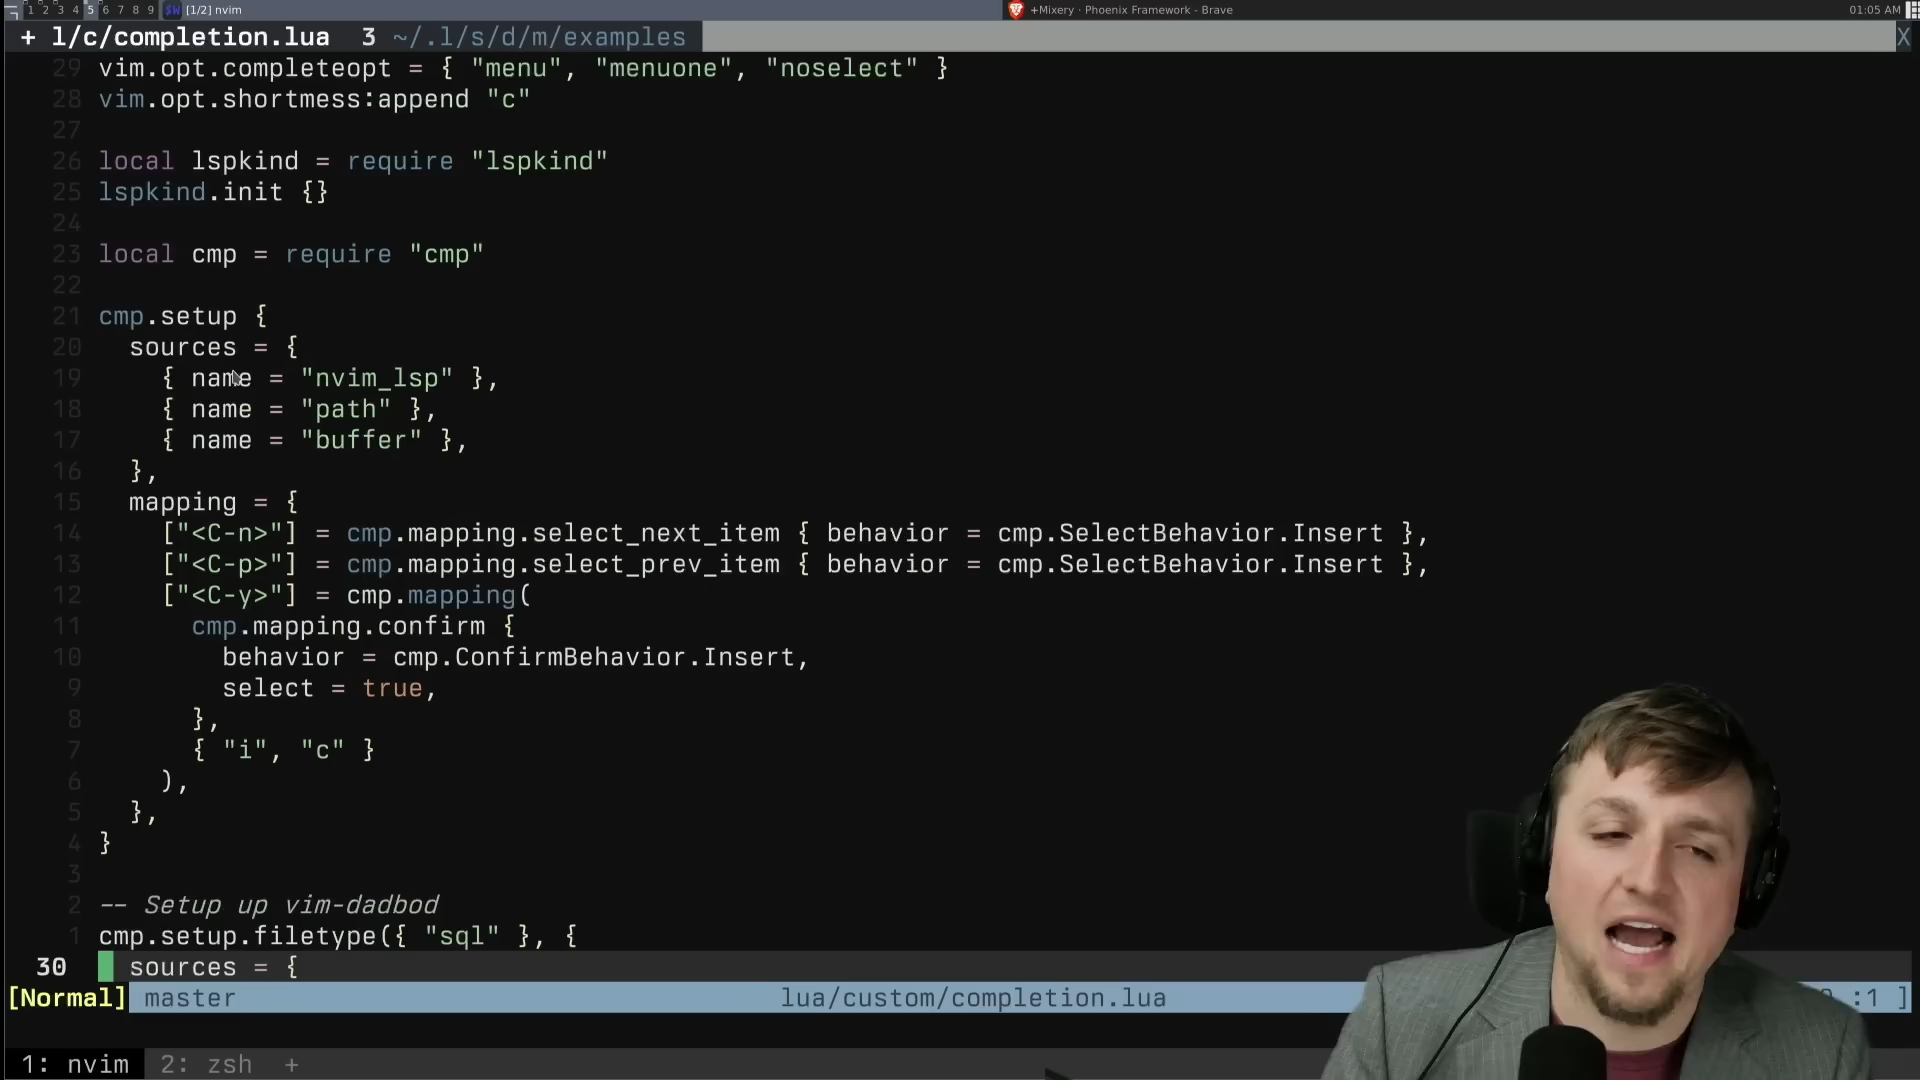 1 2 3 4 5 6 7 8 9 [1/2] nvim +Mixery · Phoenix Framework - Brave 01:05 AM
+ l/c/completion.lua 3 ~/.l/s/d/m/examples X
29 vim.opt.completeopt = { "menu", "menuone", "noselect" }
28 vim.opt.shortmess:append "c"
27
26 local lspkind = require "lspkind"
25 lspkind.init {}
24
23 local cmp = require "cmp"
22
21 cmp.setup {
20 sources = {
19 { name = "nvim_lsp" },
18 { name = "path" },
17 { name = "buffer" },
16 },
15 mapping = {
14 ["<C-n>"] = cmp.mapping.select_next_item { behavior = cmp.SelectBehavior.Insert },
13 ["<C-p>"] = cmp.mapping.select_prev_item { behavior = cmp.SelectBehavior.Insert },
12 ["<C-y>"] = cmp.mapping(
11 cmp.mapping.confirm {
10 behavior = cmp.ConfirmBehavior.Insert,
9 select = true,
8 },
7 { "i", "c" }
6 ),
5 },
4 }
3
2 -- Setup up vim-dadbod
1 cmp.setup.filetype({ "sql" }, {
30 sources = {
[Normal] master lua/custom/completion.lua :1 ]
1: nvim 2: zsh +